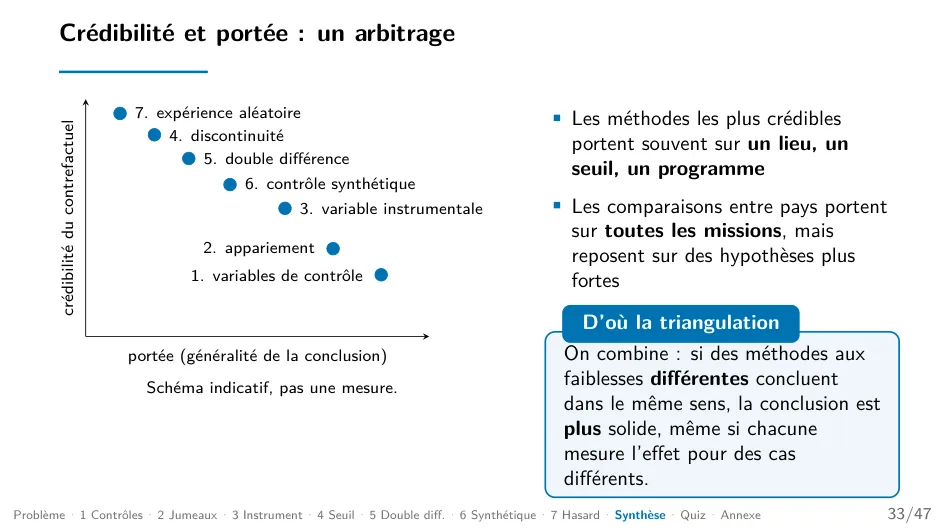 Crédibilité et portée : un arbitrage
crédibilité du contrefactuel
7. expérience aléatoire
4. discontinuité
5. double différence
6. contrôle synthétique
3. variable instrumentale
2. appariement
1. variables de contrôle
portée (généralité de la conclusion)
Schéma indicatif, pas une mesure.
Les méthodes les plus crédibles
portent souvent sur un lieu, un
seuil, un programme
Les comparaisons entre pays portent
sur toutes les missions, mais
reposent sur des hypothèses plus
fortes
D'où la triangulation
On combine : si des méthodes aux
faiblesses différentes concluent
dans le même sens, la conclusion est
plus solide, même si chacune
mesure l'effet pour des cas
différents.
Problème · 1 Contrôles · 2 Jumeaux · 3 Instrument · 4 Seuil · 5 Double diff. · 6 Synthétique · 7 Hasard · Synthèse · Quiz · Annexe
33/47